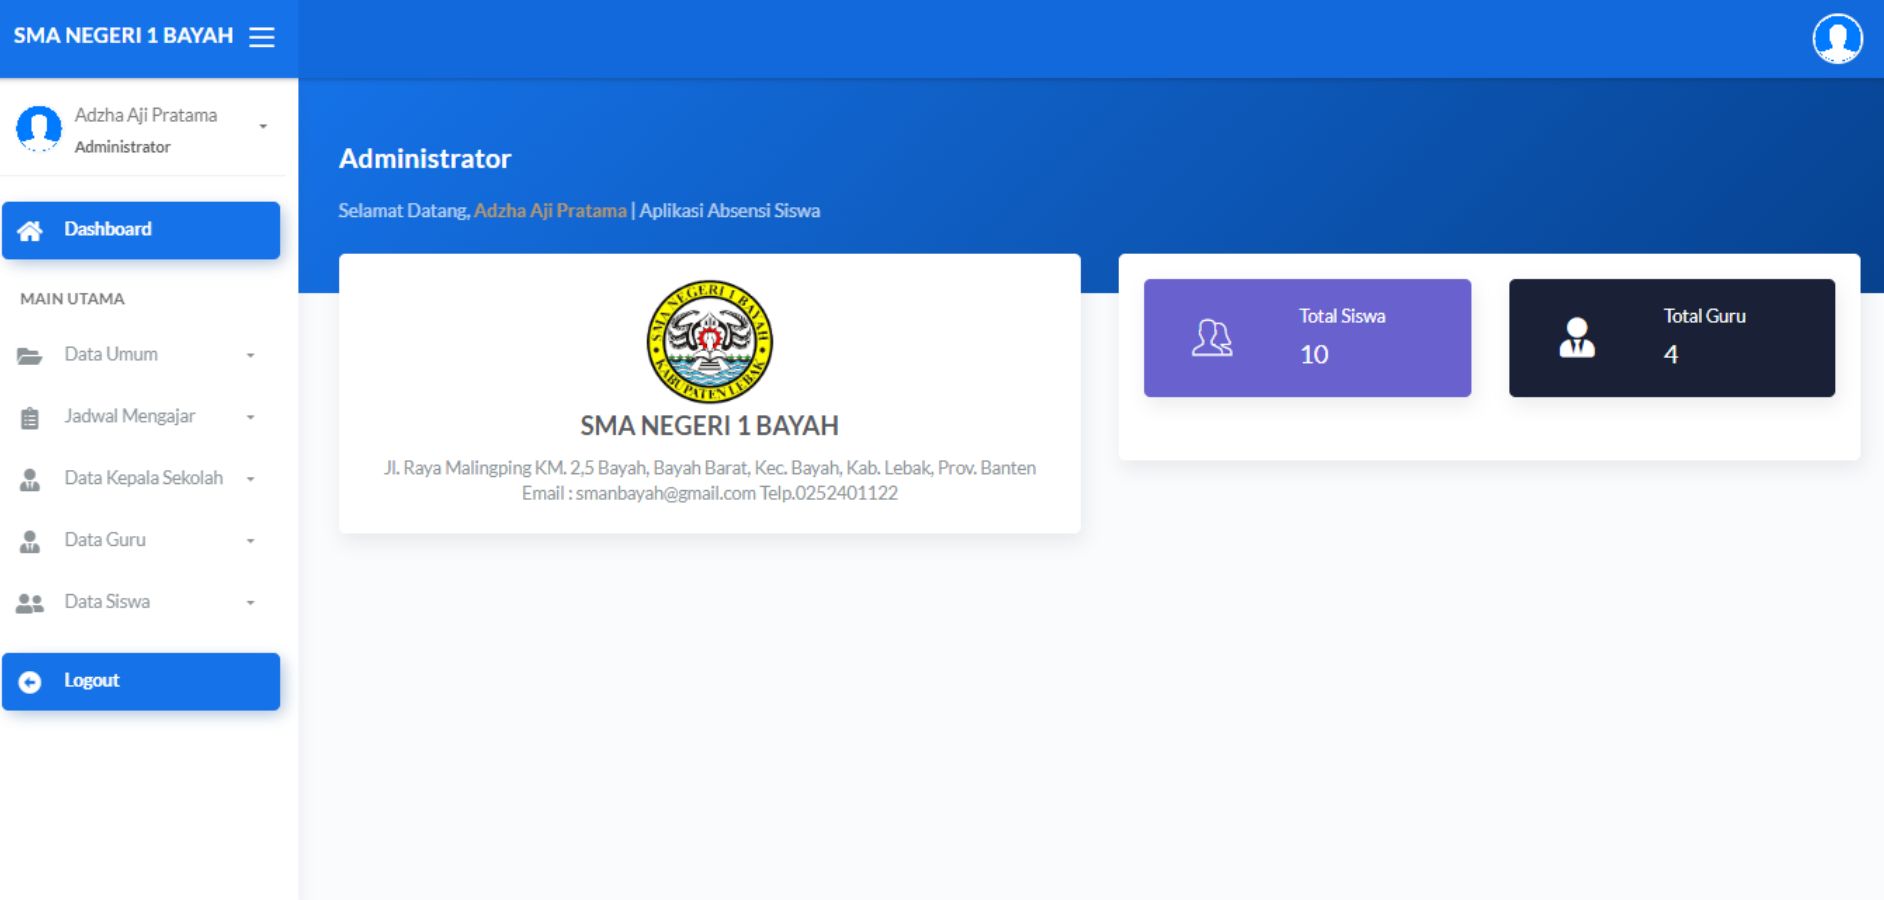 SMA NEGERI 1 BAYAH
Adzha Aji Pratama
Administrator
Dashboard
MAIN UTAMA
Data Umum
Jadwal Mengajar
Data Kepala Sekolah
Data Guru
Data Siswa
Logout
Administrator
Selamat Datang, Adzha Aji Pratama | Aplikasi Absensi Siswa
SMA NEGERI 1 BAYAH
KABUPATEN LEBAK
SMA NEGERI 1 BAYAH
Jl. Raya Malingping KM. 2,5 Bayah, Bayah Barat, Kec. Bayah, Kab. Lebak, Prov. Banten
Email : smanbayah@gmail.com Telp.0252401122
Total Siswa
10
Total Guru
4